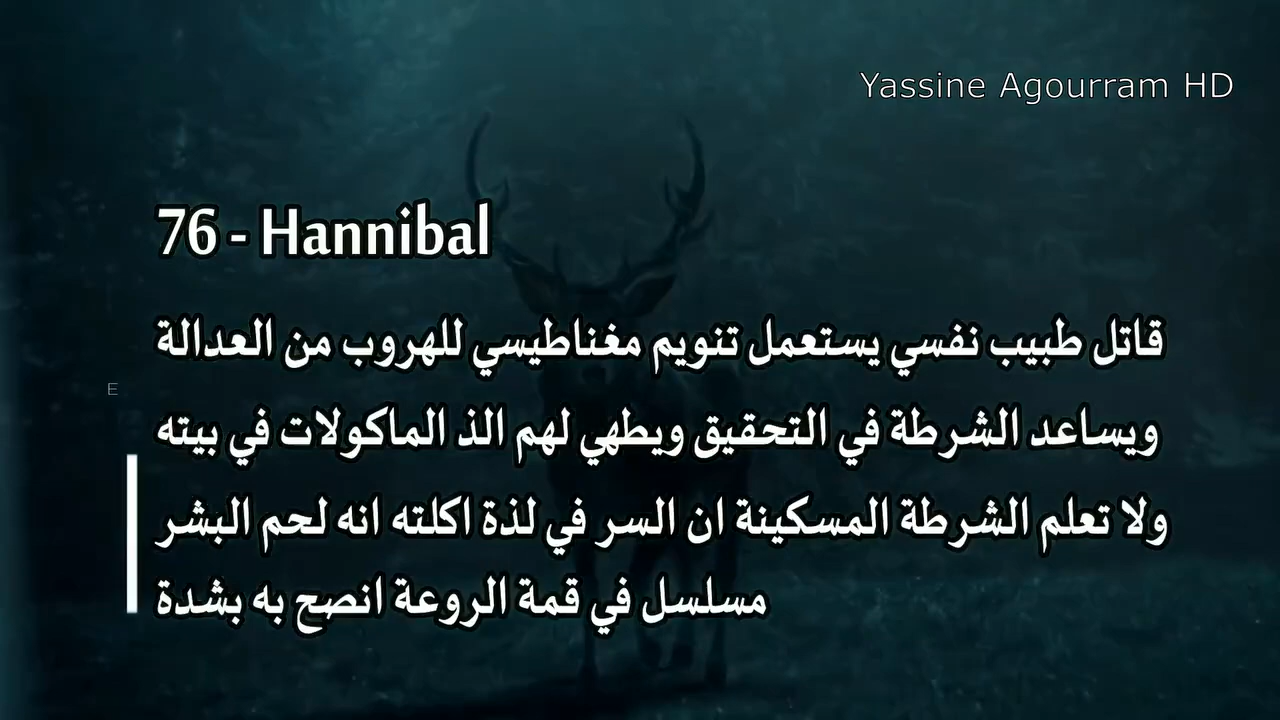 Yassine Agourram HD
76 - Hannibal
قاتل طبيب نفسي يستعمل تنويم مغناطيسي للهروب من العدالة
ويساعد الشرطة في التحقيق ويطهي لهم الذ الماكولات في بيته
E
ولا تعلم الشرطة المسكينة ان السر في لذة اكلته انه لحم البشر
مسلسل في قمة الروعة انصح به بشدة